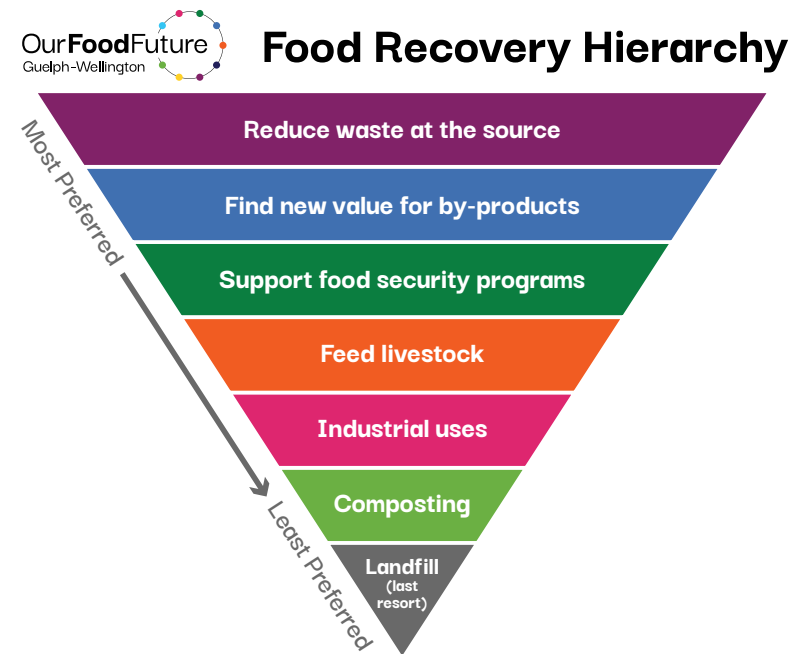 OurFoodFuture
Guelph-Wellington
Food Recovery Hierarchy
Most Preferred
Reduce waste at the source
Find new value for by-products
Support food security programs
Feed livestock
Industrial uses
Composting
Least Preferred
Landfill
(last
resort)